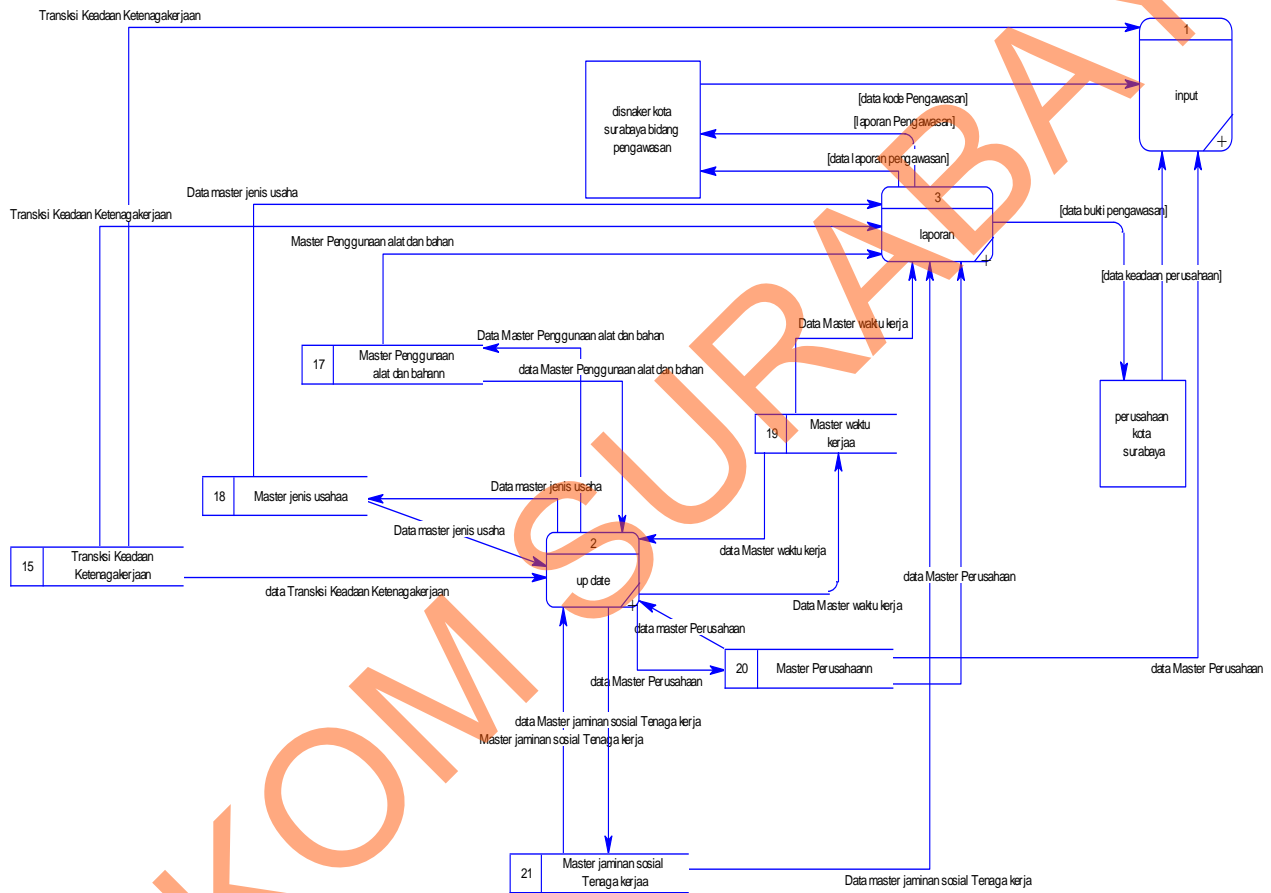 Transksi Keadaan Ketenagakerjaan
1
input
+
disnaker kota
surabaya bidang
pengawasan
[data kode Pengawasan]
[laporan Pengawasan]
[data laporan pengawasan]
Data master jenis usaha
Transksi Keadaan Ketenagakerjaan
3
laporan
+
[data bukti pengawasan]
Master Penggunaan alat dan bahan
[data keadaan perusahaan]
Data Master waktu kerja
Data Master Penggunaan alat dan bahan
17
Master Penggunaan
alat dan bahann
data Master Penggunaan alat dan bahan
perusahaan
kota
surabaya
19
Master waktu
kerjaa
18
Master jenis usahaa
Data master jenis usaha
Data master jenis usaha
2
up date
+
data Master waktu kerja
15
Transksi Keadaan
Ketenagakerjaan
data Transksi Keadaan Ketenagakerjaan
data Master Perusahaan
Data Master waktu kerja
data master Perusahaan
20
Master Perusahaann
data Master Perusahaan
data Master Perusahaan
data Master jaminan sosial Tenaga kerja
Master jaminan sosial Tenaga kerja
21
Master jaminan sosial
Tenaga kerjaa
Data master jaminan sosial Tenaga kerja
KOM SURABAY